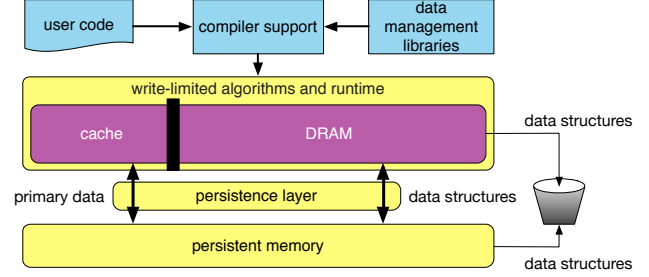 user code
compiler support
data
management
libraries
write-limited algorithms and runtime
cache
DRAM
data structures
primary data
persistence layer
data structures
persistent memory
data structures